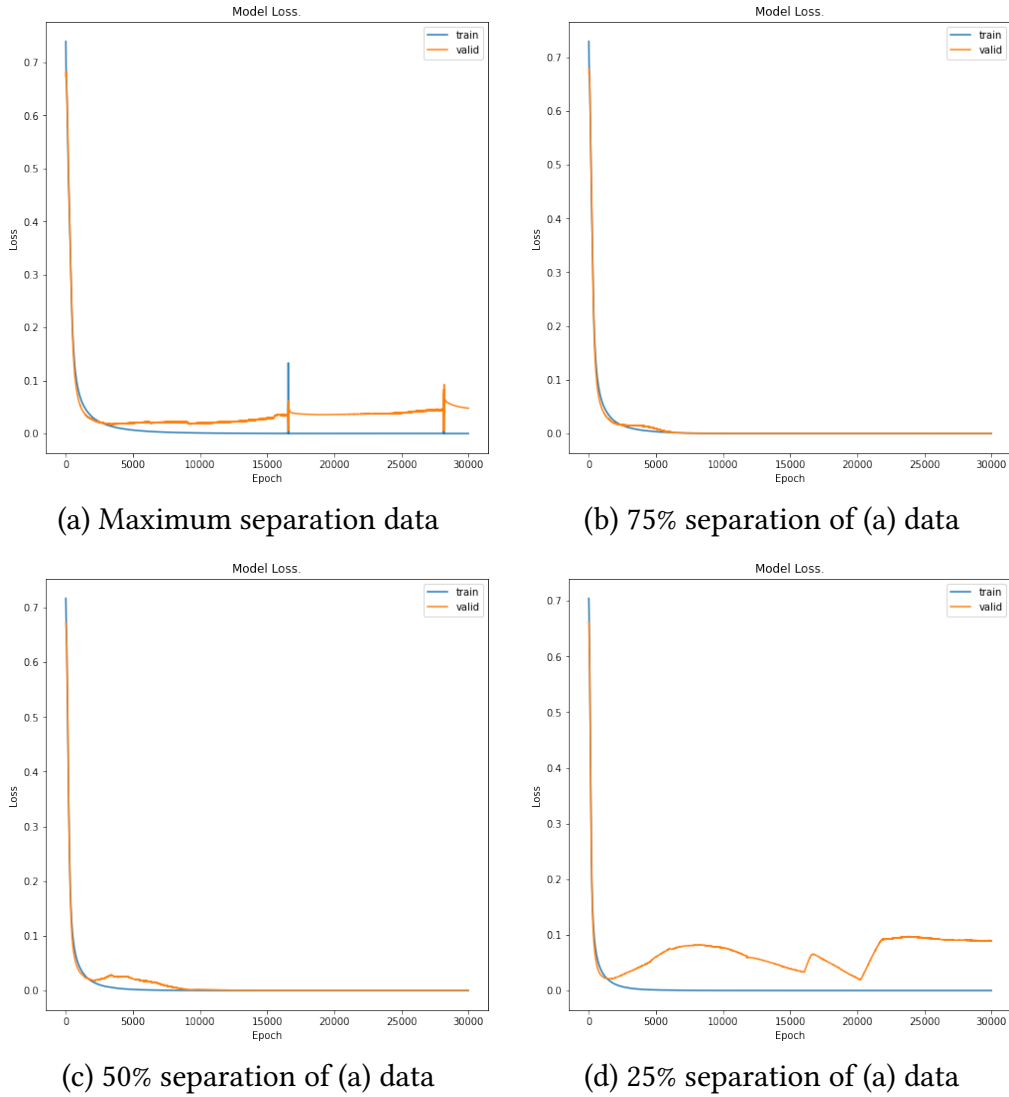 Model Loss.
train
valid
0.7
0.6
0.5
0.4
0.3
0.2
0.1
0.0
Loss
0 5000 10000 15000 20000 25000 30000
Epoch
(a) Maximum separation data
Model Loss.
train
valid
0.7
0.6
0.5
0.4
0.3
0.2
0.1
0.0
Loss
0 5000 10000 15000 20000 25000 30000
Epoch
(b) 75% separation of (a) data
Model Loss.
train
valid
0.7
0.6
0.5
0.4
0.3
0.2
0.1
0.0
Loss
0 5000 10000 15000 20000 25000 30000
Epoch
(c) 50% separation of (a) data
Model Loss.
train
valid
0.7
0.6
0.5
0.4
0.3
0.2
0.1
0.0
Loss
0 5000 10000 15000 20000 25000 30000
Epoch
(d) 25% separation of (a) data